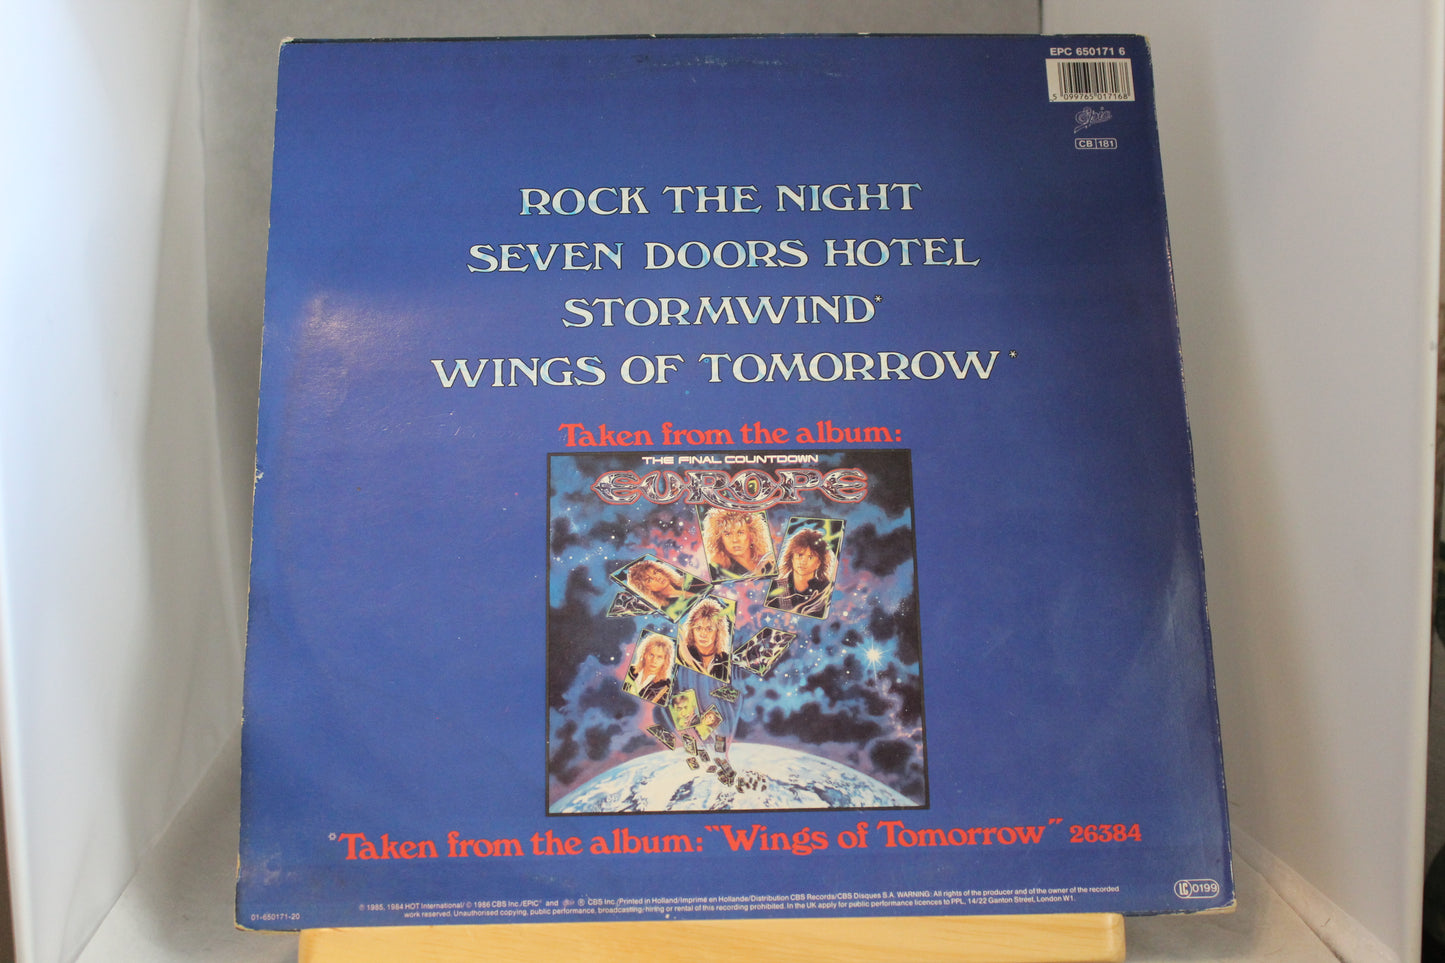 EPC 650171 6
5 099765 017168
Epic
CB 181
ROCK THE NIGHT
SEVEN DOORS HOTEL
STORMWIND*
WINGS OF TOMORROW*
Taken from the album:
THE FINAL COUNTDOWN
EUROPE
*Taken from the album: "Wings of Tomorrow" 26384
LC 0199
℗ 1985, 1984 HOT International/ © 1986 CBS Inc./EPIC and Epic ® CBS Inc./Printed in Holland/Imprimé en Hollande/Distribution CBS Records/CBS Disques S.A. WARNING: All rights of the producer and of the owner of the recorded
work reserved. Unauthorised copying, public performance, broadcasting, hiring or rental of this recording prohibited. In the UK apply for public performance licences to PPL, 14/22 Ganton Street, London W1.
01-650171-20